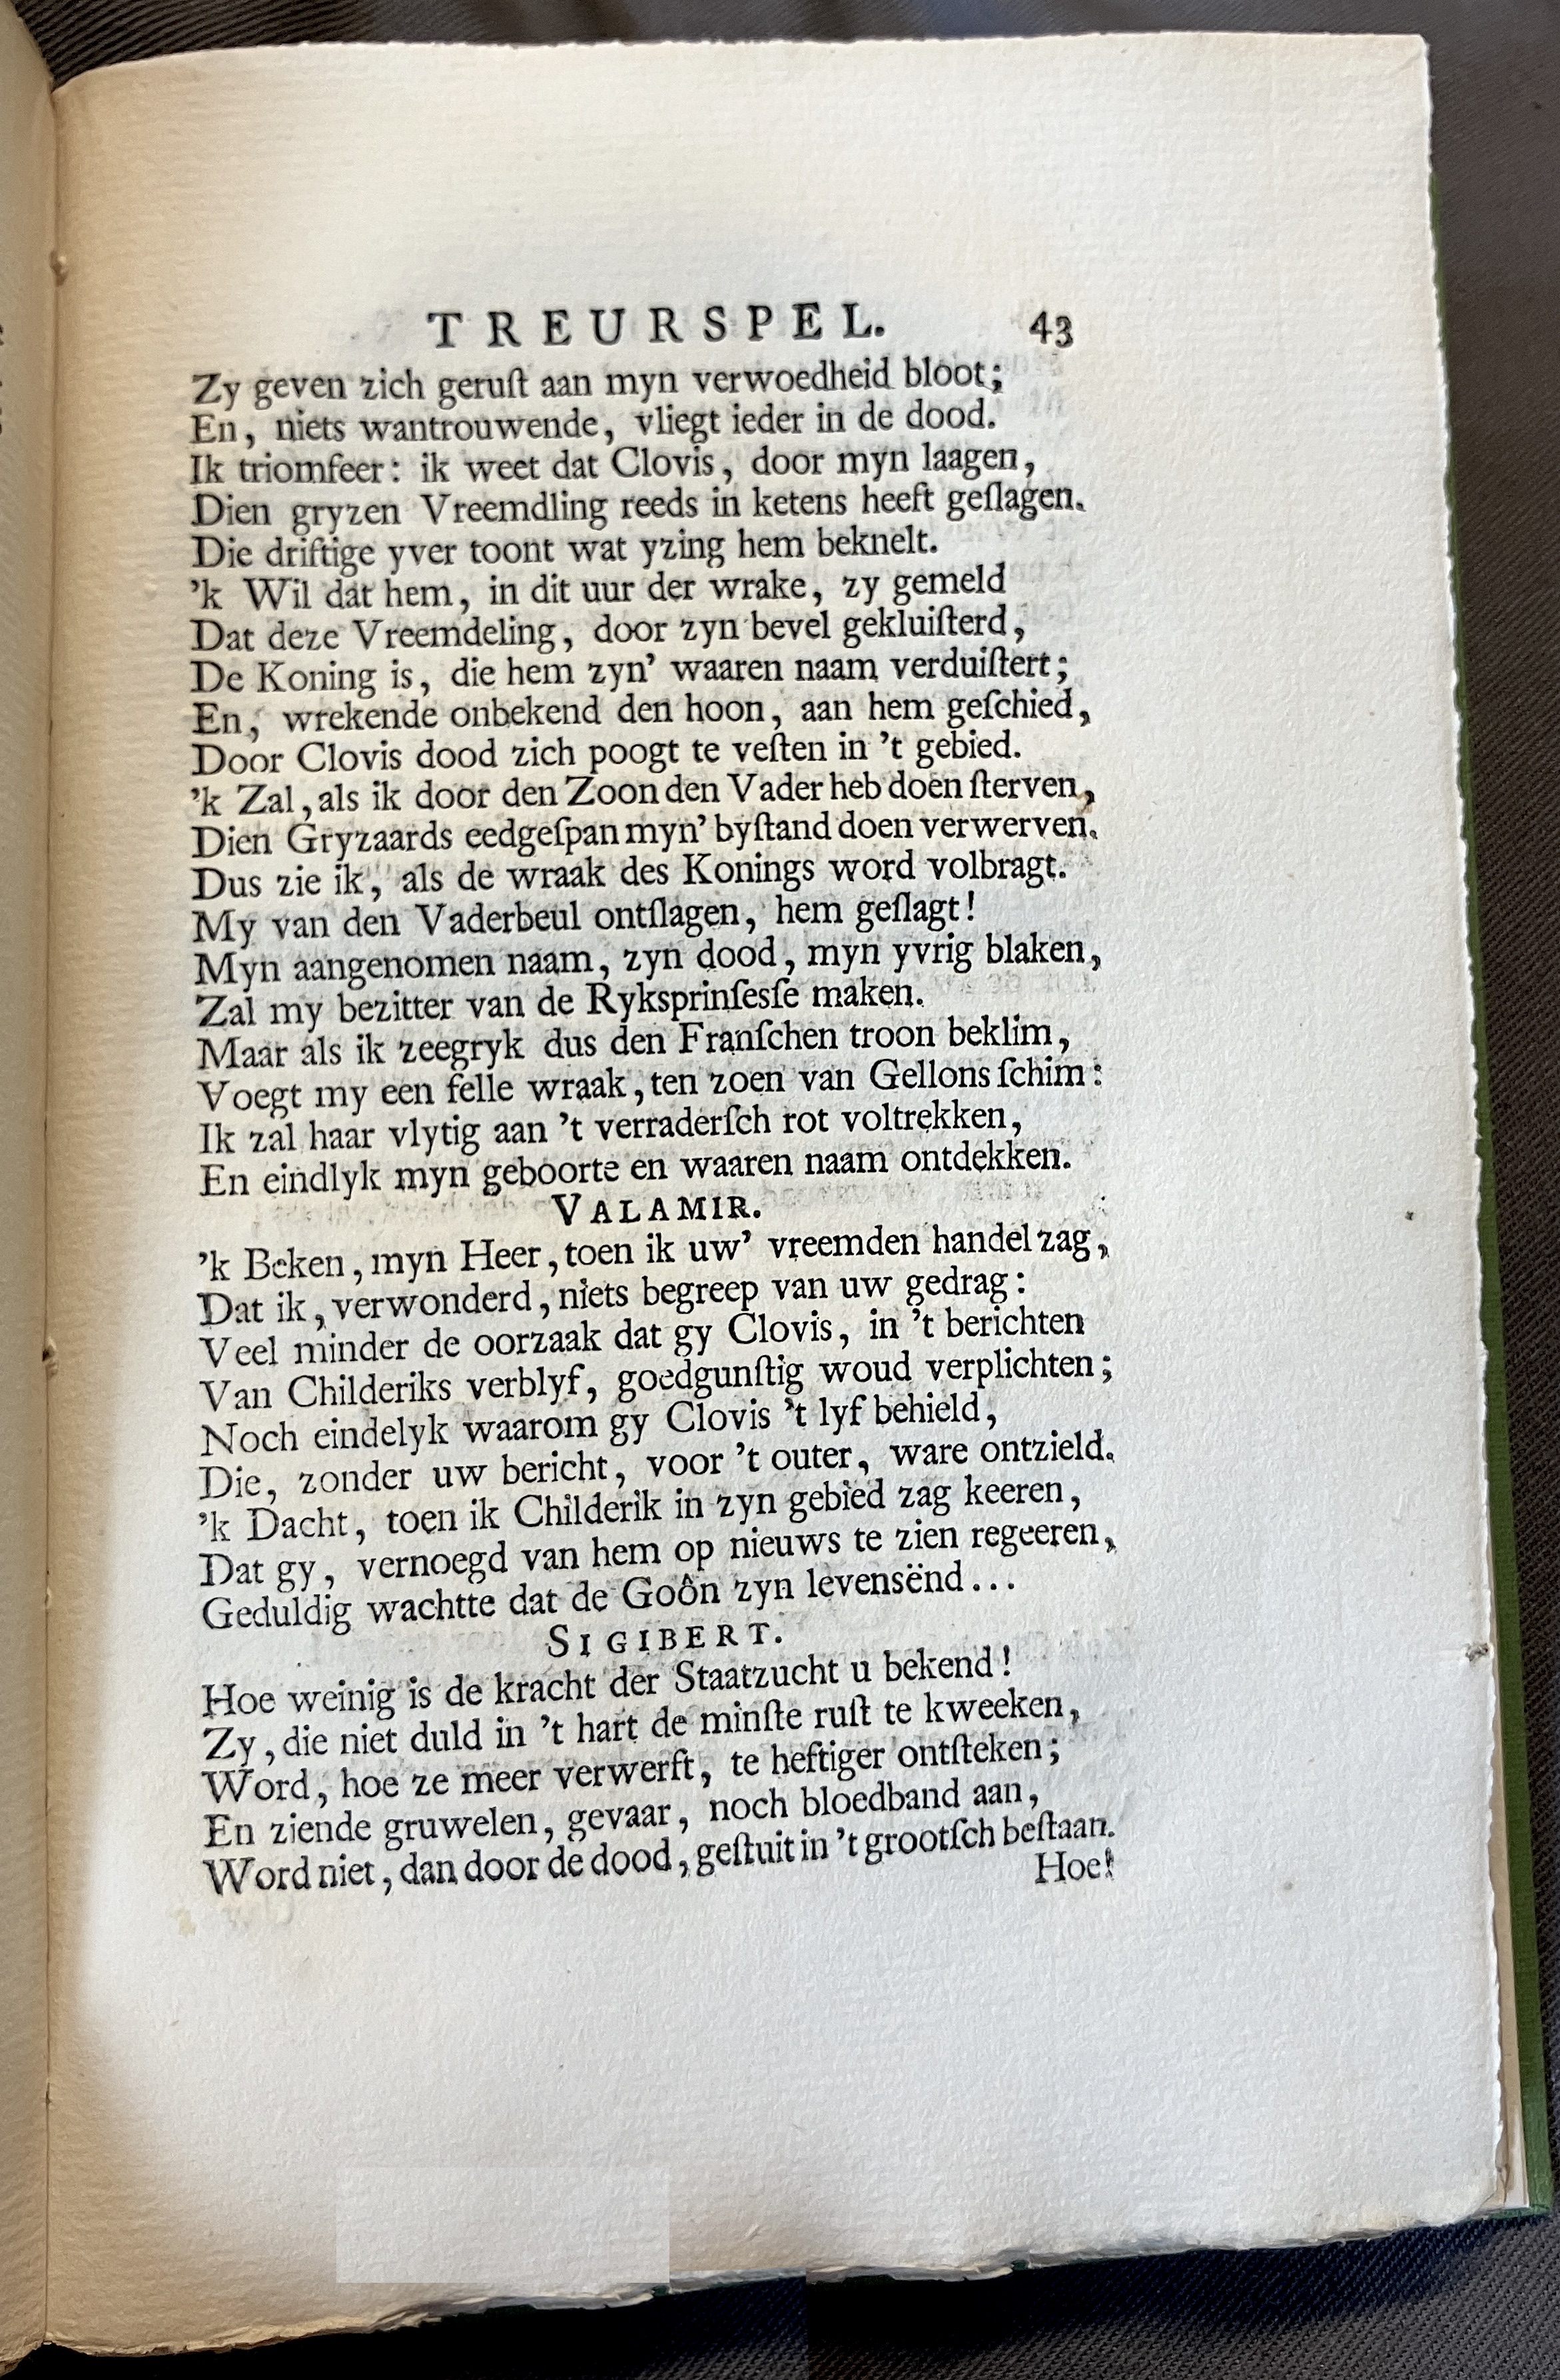 TREURSPEL. 43
Zy geven zich geruſt aan myn verwoedheid bloot;
En, niets wantrouwende, vliegt ieder in de dood.
Ik triomfeer: ik weet dat Clovis, door myn laagen,
Dien gryzen Vreemdling reeds in ketens heeft geſlagen.
Die driftige yver toont wat yzing hem beknelt.
'k Wil dat hem, in dit uur der wrake, zy gemeld
Dat deze Vreemdeling, door zyn bevel gekluiſterd,
De Koning is, die hem zyn' waaren naam verduiſtert;
En, wrekende onbekend den hoon, aan hem geſchied,
Door Clovis dood zich poogt te veſten in 't gebied.
'k Zal, als ik door den Zoon den Vader heb doen ſterven,
Dien Gryzaards eedgeſpan myn' byſtand doen verwerven.
Dus zie ik, als de wraak des Konings word volbragt.
My van den Vaderbeul ontſlagen, hem geſlagt!
Myn aangenomen naam, zyn dood, myn yvrig blaken,
Zal my bezitter van de Ryksprinſesſe maken.
Maar als ik zeegryk dus den Franſchen troon beklim,
Voegt my een felle wraak, ten zoen van Gellons ſchim:
Ik zal haar vlytig aan 't verraderſch rot voltrekken,
En eindlyk myn geboorte en waaren naam ontdekken.
VALAMIR.
'k Beken, myn Heer, toen ik uw' vreemden handel zag,
Dat ik, verwonderd, niets begreep van uw gedrag:
Veel minder de oorzaak dat gy Clovis, in 't berichten
Van Childeriks verblyf, goedgunſtig woud verplichten;
Noch eindelyk waarom gy Clovis 't lyf behield,
Die, zonder uw bericht, voor 't outer, ware ontzield.
'k Dacht, toen ik Childerik in zyn gebied zag keeren,
Dat gy, vernoegd van hem op nieuws te zien regeeren,
Geduldig wachtte dat de Goôn zyn levensënd...
SIGIBERT.
Hoe weinig is de kracht der Staatzucht u bekend!
Zy, die niet duld in 't hart de minſte ruſt te kweeken,
Word, hoe ze meer verwerft, te heftiger ontſteken;
En ziende gruwelen, gevaar, noch bloedband aan,
Word niet, dan door de dood, geſtuit in 't grootſch beſtaan.
Hoe!